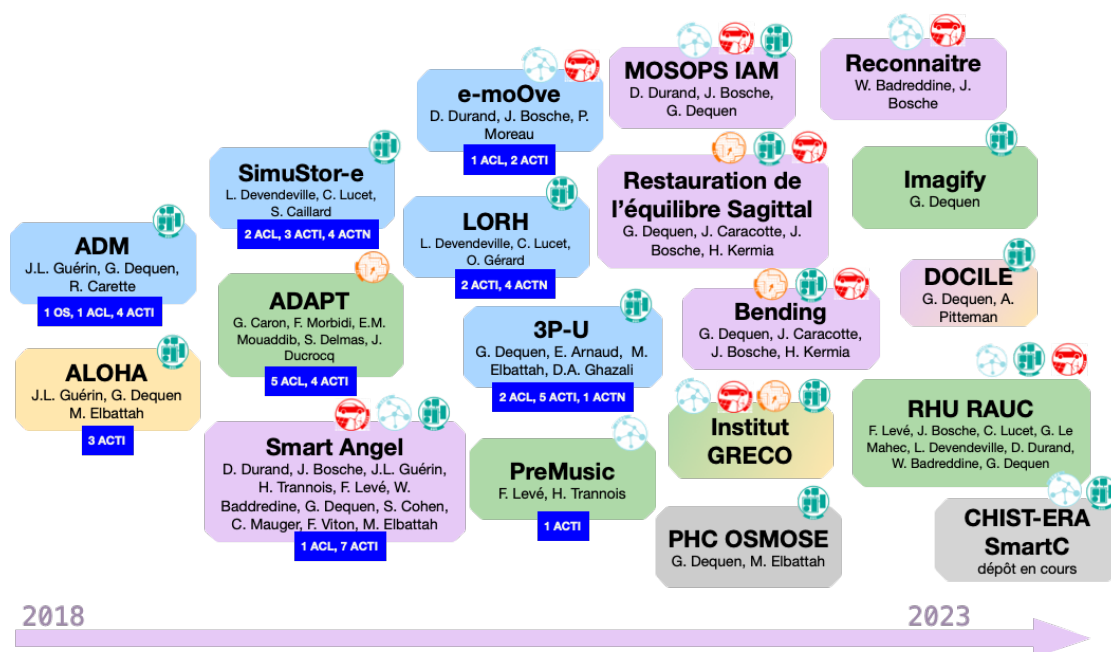 ADM
J.L. Guérin, G. Dequen,
R. Carette
1 OS, 1 ACL, 4 ACTI
ALOHA
J.L. Guérin, G. Dequen
M. Elbattah
3 ACTI
SimuStor-e
L. Devendeville, C. Lucet,
S. Caillard
2 ACL, 3 ACTI, 4 ACTN
ADAPT
G. Caron, F. Morbidi, E.M.
Mouaddib, S. Delmas, J.
Ducrocq
5 ACL, 4 ACTI
Smart Angel
D. Durand, J. Bosche, J.L. Guérin,
H. Trannois, F. Levé, W.
Baddredine, G. Dequen, S. Cohen,
C. Mauger, F. Viton, M. Elbattah
1 ACL, 7 ACTI
e-moOve
D. Durand, J. Bosche, P.
Moreau
1 ACL, 2 ACTI
LORH
L. Devendeville, C. Lucet,
O. Gérard
2 ACTI, 4 ACTN
3P-U
G. Dequen, E. Arnaud, M.
Elbattah, D.A. Ghazali
2 ACL, 5 ACTI, 1 ACTN
PreMusic
F. Levé, H. Trannois
1 ACTI
MOSOPS IAM
D. Durand, J. Bosche,
G. Dequen
Restauration de
l'équilibre Sagittal
G. Dequen, J. Caracotte, J.
Bosche, H. Kermia
Bending
G. Dequen, J. Caracotte,
J. Bosche, H. Kermia
Institut
GRECO
PHC OSMOSE
G. Dequen, M. Elbattah
Reconnaitre
W. Badreddine, J.
Bosche
Imagify
G. Dequen
DOCILE
G. Dequen, A.
Pitteman
RHU RAUC
F. Levé, J. Bosche, C. Lucet, G. Le
Mahec, L. Devendeville, D. Durand,
W. Badreddine, G. Dequen
CHIST-ERA
SmartC
dépôt en cours
2018
2023